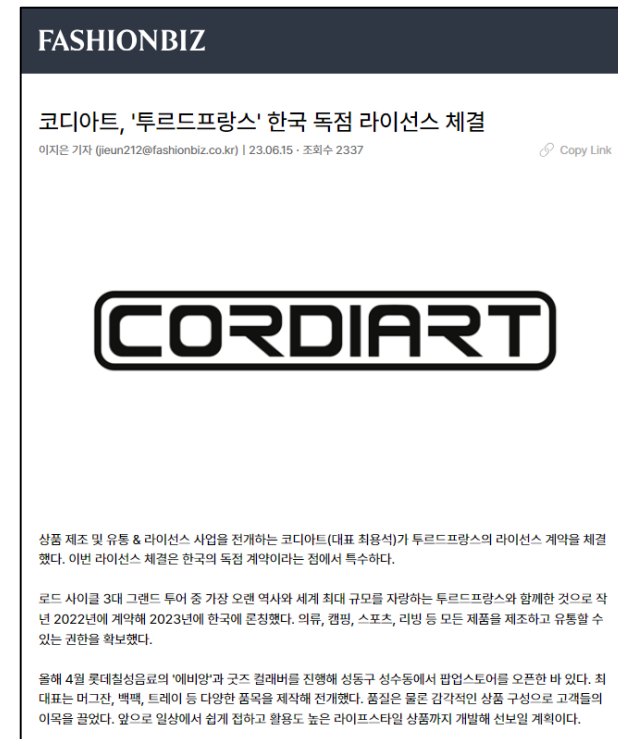 FASHIONBIZ
코디아트, '투르드프랑스' 한국 독점 라이선스 체결
이지은 기자 (jieun212@fashionbiz.co.kr) | 23.06.15 · 조회수 2337
Copy Link
CORDIART
상품 제조 및 유통 & 라이선스 사업을 전개하는 코디아트(대표 최용석)가 투르드프랑스의 라이선스 계약을 체결
했다. 이번 라이선스 체결은 한국의 독점 계약이라는 점에서 특수하다.
로드 사이클 3대 그랜드 투어 중 가장 오랜 역사와 세계 최대 규모를 자랑하는 투르드프랑스와 함께한 것으로 작
년 2022년에 계약해 2023년에 한국에 론칭했다. 의류, 캠핑, 스포츠, 리빙 등 모든 제품을 제조하고 유통할 수
있는 권한을 확보했다.
올해 4월 롯데칠성음료의 '에비앙'과 굿즈 컬래버를 진행해 성동구 성수동에서 팝업스토어를 오픈한 바 있다. 최
대표는 머그잔, 백팩, 트레이 등 다양한 품목을 제작해 전개했다. 품질은 물론 감각적인 상품 구성으로 고객들의
이목을 끌었다. 앞으로 일상에서 쉽게 접하고 활용도 높은 라이프스타일 상품까지 개발해 선보일 계획이다.